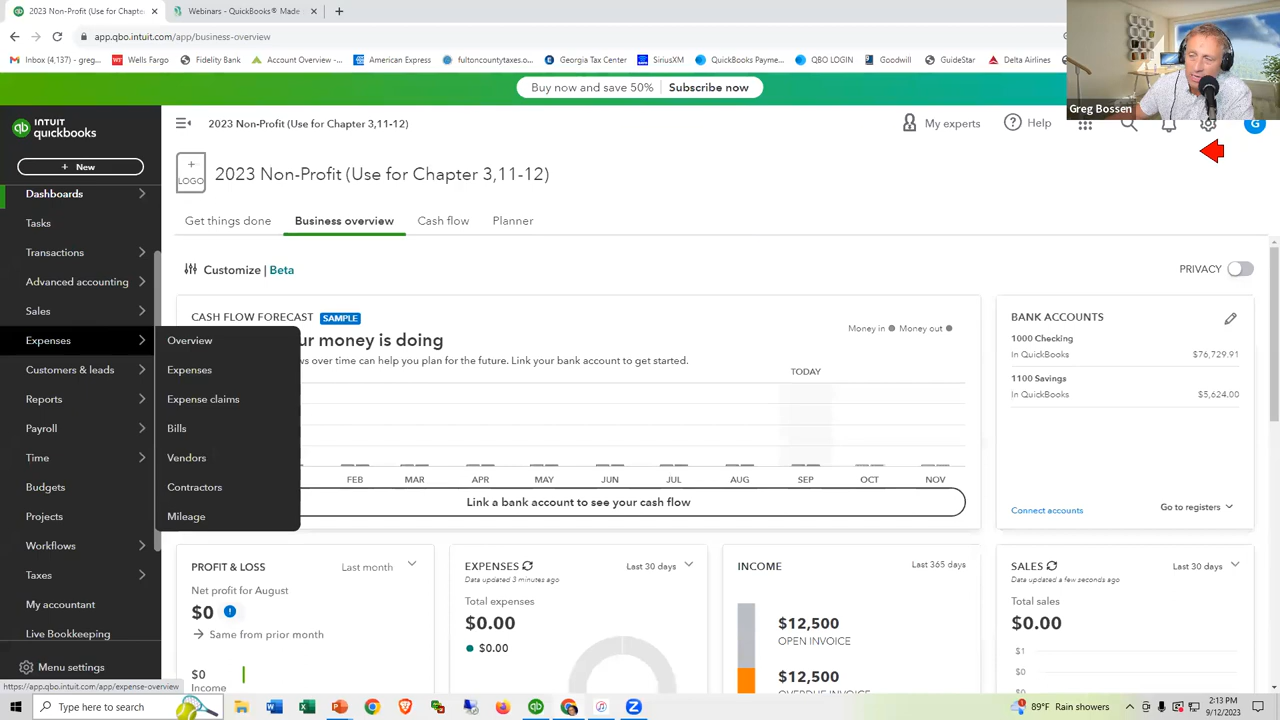 2023 Non-Profit (Use for Chap
Webinars - QuickBooks® Made
app.qbo.intuit.com/app/business-overview
Inbox (4,137) - greg...
Wells Fargo
Fidelity Bank
Account Overview -...
American Express
fultoncountytaxes.o...
Georgia Tax Center
SiriusXM
QuickBooks Payme...
QBO LOGIN
Goodwill
GuideStar
Delta Airlines
Greg Bossen
Buy now and save 50%
Subscribe now
INTUIT
quickbooks
2023 Non-Profit (Use for Chapter 3,11-12)
My experts
Help
G
+ New
+
LOGO
2023 Non-Profit (Use for Chapter 3,11-12)
Dashboards
Tasks
Transactions
Advanced accounting
Sales
Expenses
Customers & leads
Reports
Payroll
Time
Budgets
Projects
Workflows
Taxes
My accountant
Live Bookkeeping
Menu settings
Overview
Expenses
Expense claims
Bills
Vendors
Contractors
Mileage
Get things done
Business overview
Cash flow
Planner
Customize | Beta
PRIVACY
CASH FLOW FORECAST SAMPLE
ur money is doing
Money in
Money out
ws over time can help you plan for the future. Link your bank account to get started.
TODAY
FEB
MAR
APR
MAY
JUN
JUL
AUG
SEP
OCT
NOV
Link a bank account to see your cash flow
BANK ACCOUNTS
1000 Checking
In QuickBooks $76,729.91
1100 Savings
In QuickBooks $5,624.00
Connect accounts
Go to registers
PROFIT & LOSS
Last month
Net profit for August
$0
Same from prior month
$0
Income
EXPENSES
Last 30 days
Data updated 3 minutes ago
Total expenses
$0.00
$0.00
INCOME
Last 365 days
$12,500
OPEN INVOICE
$12,500
OVERDUE INVOICE
SALES
Last 30 days
Data updated a few seconds ago
Total sales
$0.00
$1
$0
$0
https://app.qbo.intuit.com/app/expense-overview
Type here to search
89°F Rain showers
2:13 PM
9/12/2023